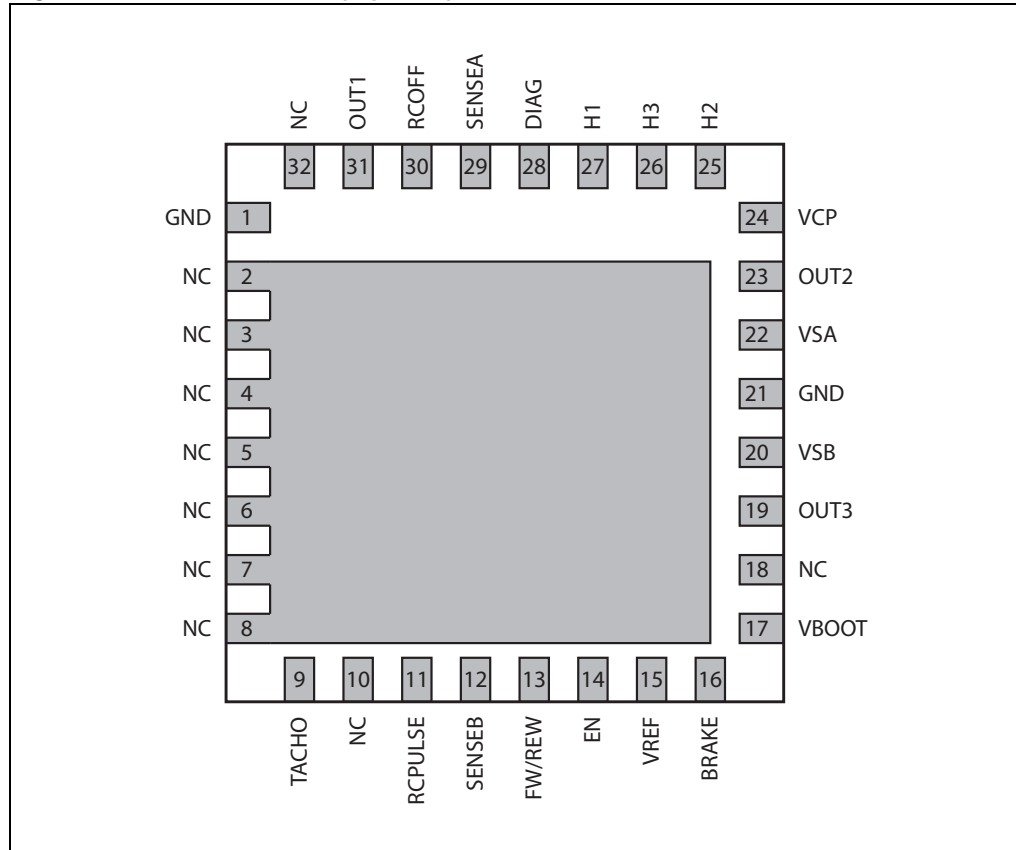 NC
OUT1
RCOFF
SENSEA
DIAG
H1
H3
H2
32 31 30 29 28 27 26 25
GND 1 24 VCP
NC 2 23 OUT2
NC 3 22 VSA
NC 4 21 GND
NC 5 20 VSB
NC 6 19 OUT3
NC 7 18 NC
NC 8 17 VBOOT
9 10 11 12 13 14 15 16
TACHO
NC
RCPULSE
SENSEB
FW/REW
EN
VREF
BRAKE